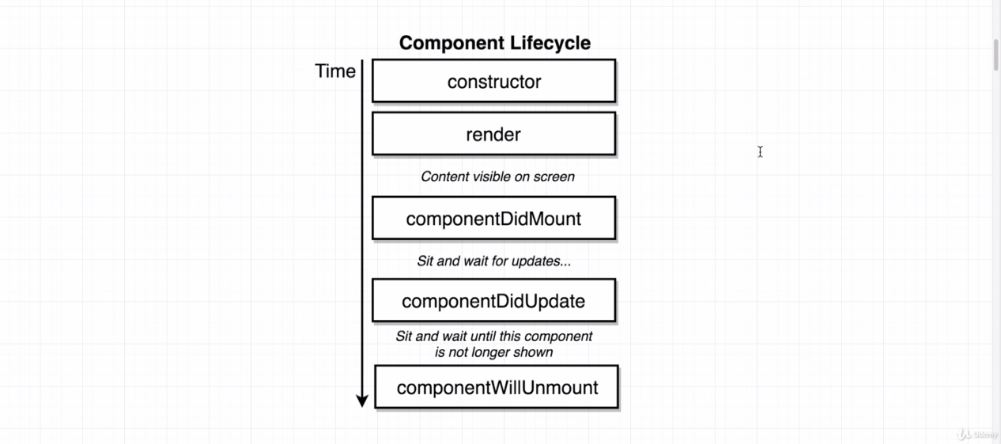 Component Lifecycle
Time
constructor
render
Content visible on screen
componentDidMount
Sit and wait for updates...
componentDidUpdate
Sit and wait until this component
is not longer shown
componentWillUnmount
Udemy